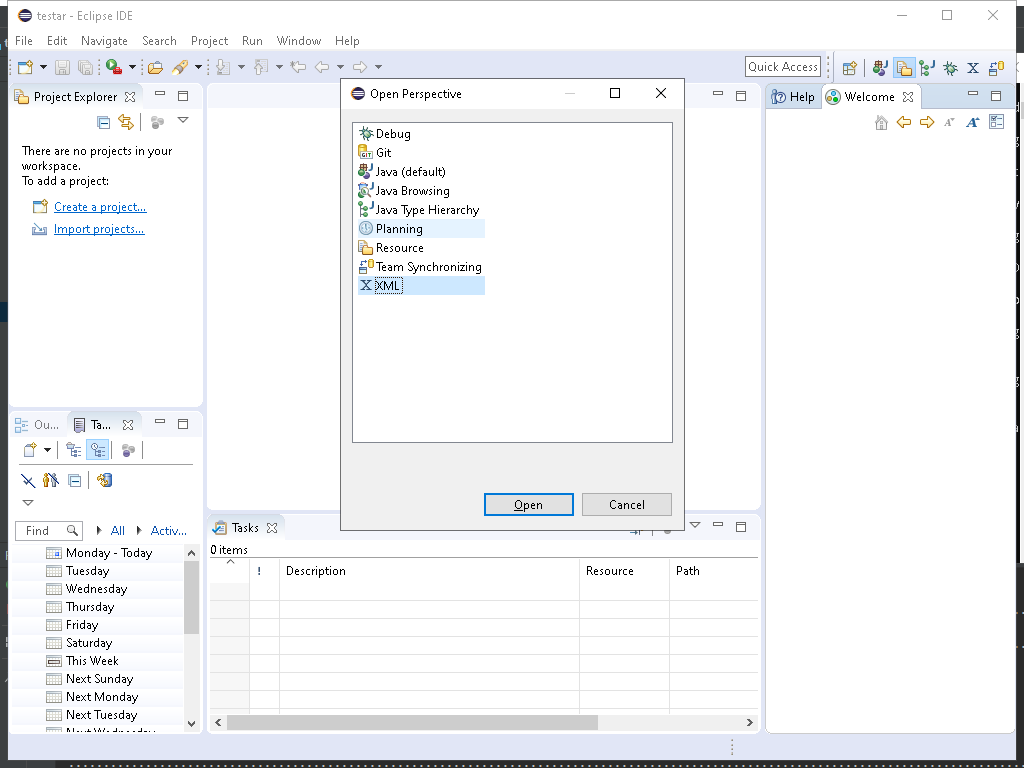 testar - Eclipse IDE
File Edit Navigate Search Project Run Window Help
Quick Access
Project Explorer
There are no projects in your
workspace.
To add a project:
Create a project...
Import projects...
Open Perspective
Debug
Git
Java (default)
Java Browsing
Java Type Hierarchy
Planning
Resource
Team Synchronizing
XML
Open Cancel
Help Welcome
Ou... Ta...
Find All Activ...
Monday - Today
Tuesday
Wednesday
Thursday
Friday
Saturday
This Week
Next Sunday
Next Monday
Next Tuesday
Next Wednesday
Tasks
0 items
! Description Resource Path